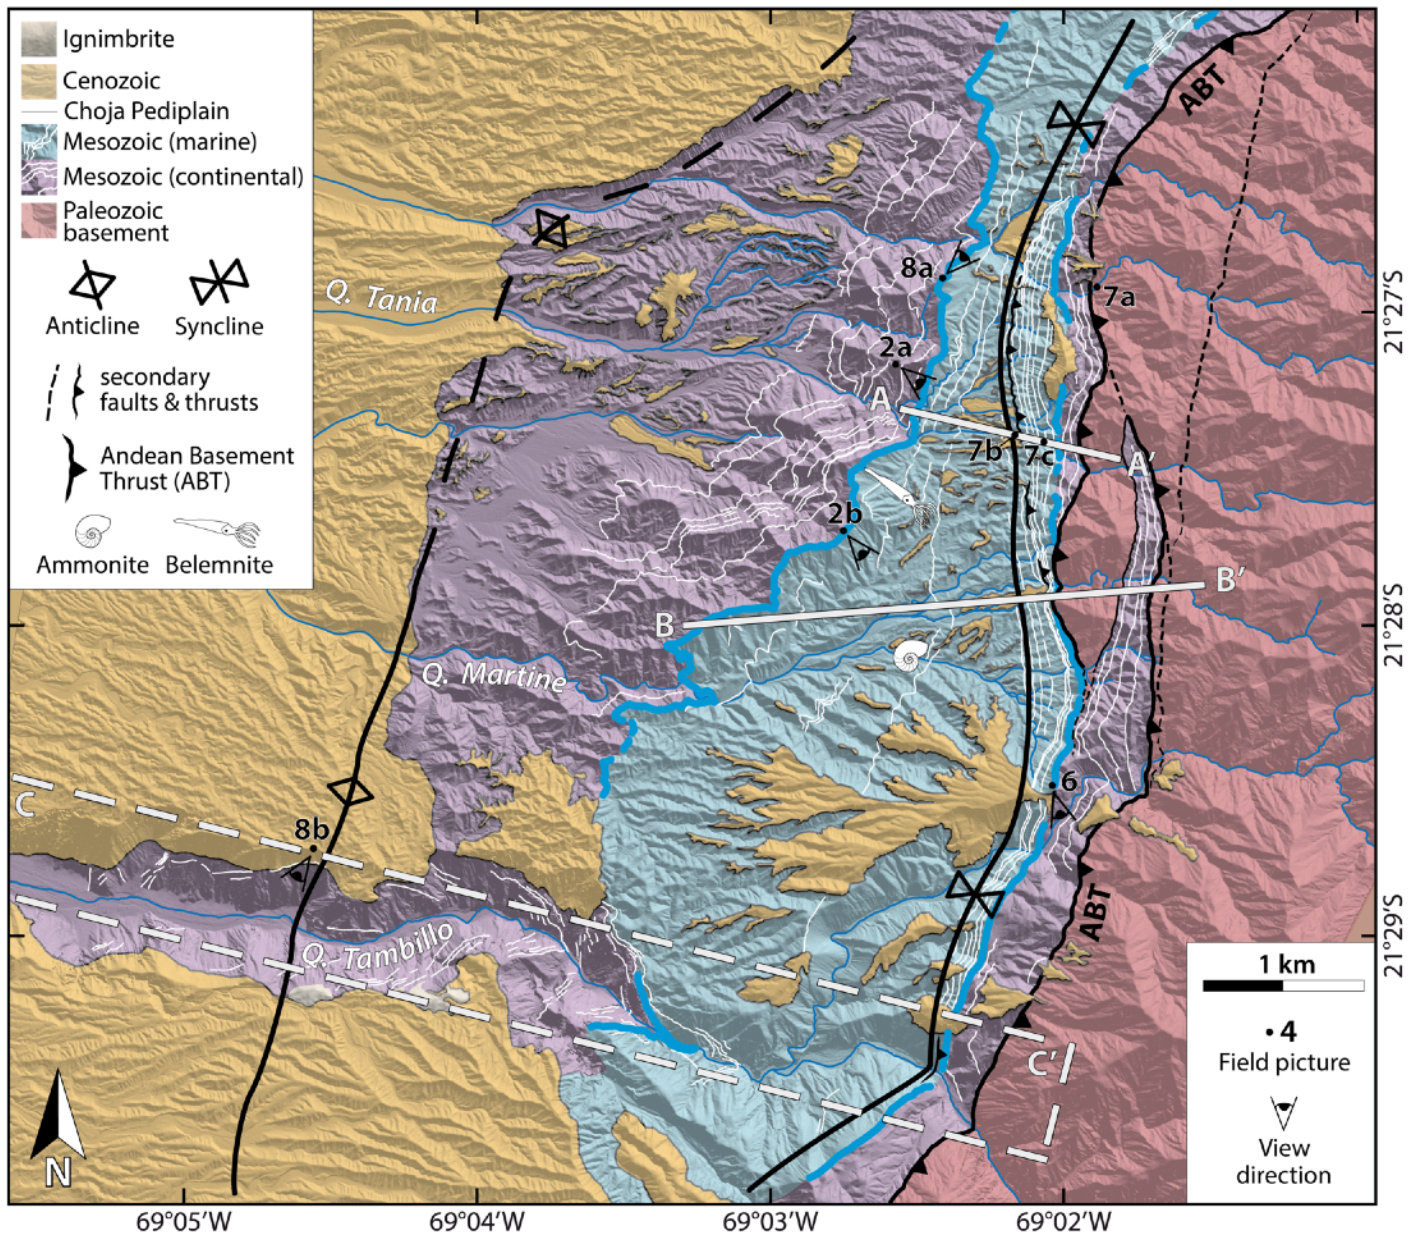 Ignimbrite
Cenozoic
Choja Pediplain
Mesozoic (marine)
Mesozoic (continental)
Paleozoic
basement
Anticline
Syncline
secondary
faults & thrusts
Andean Basement
Thrust (ABT)
Ammonite
Belemnite
ABT
8a
7a
Q. Tania
2a
A
7b
7c
A'
2b
B
B'
Q. Martine
6
C
8b
ABT
Q. Tambillo
C'
N
21°27'S
21°28'S
21°29'S
1 km
4
Field picture
View
direction
69°05'W
69°04'W
69°03'W
69°02'W